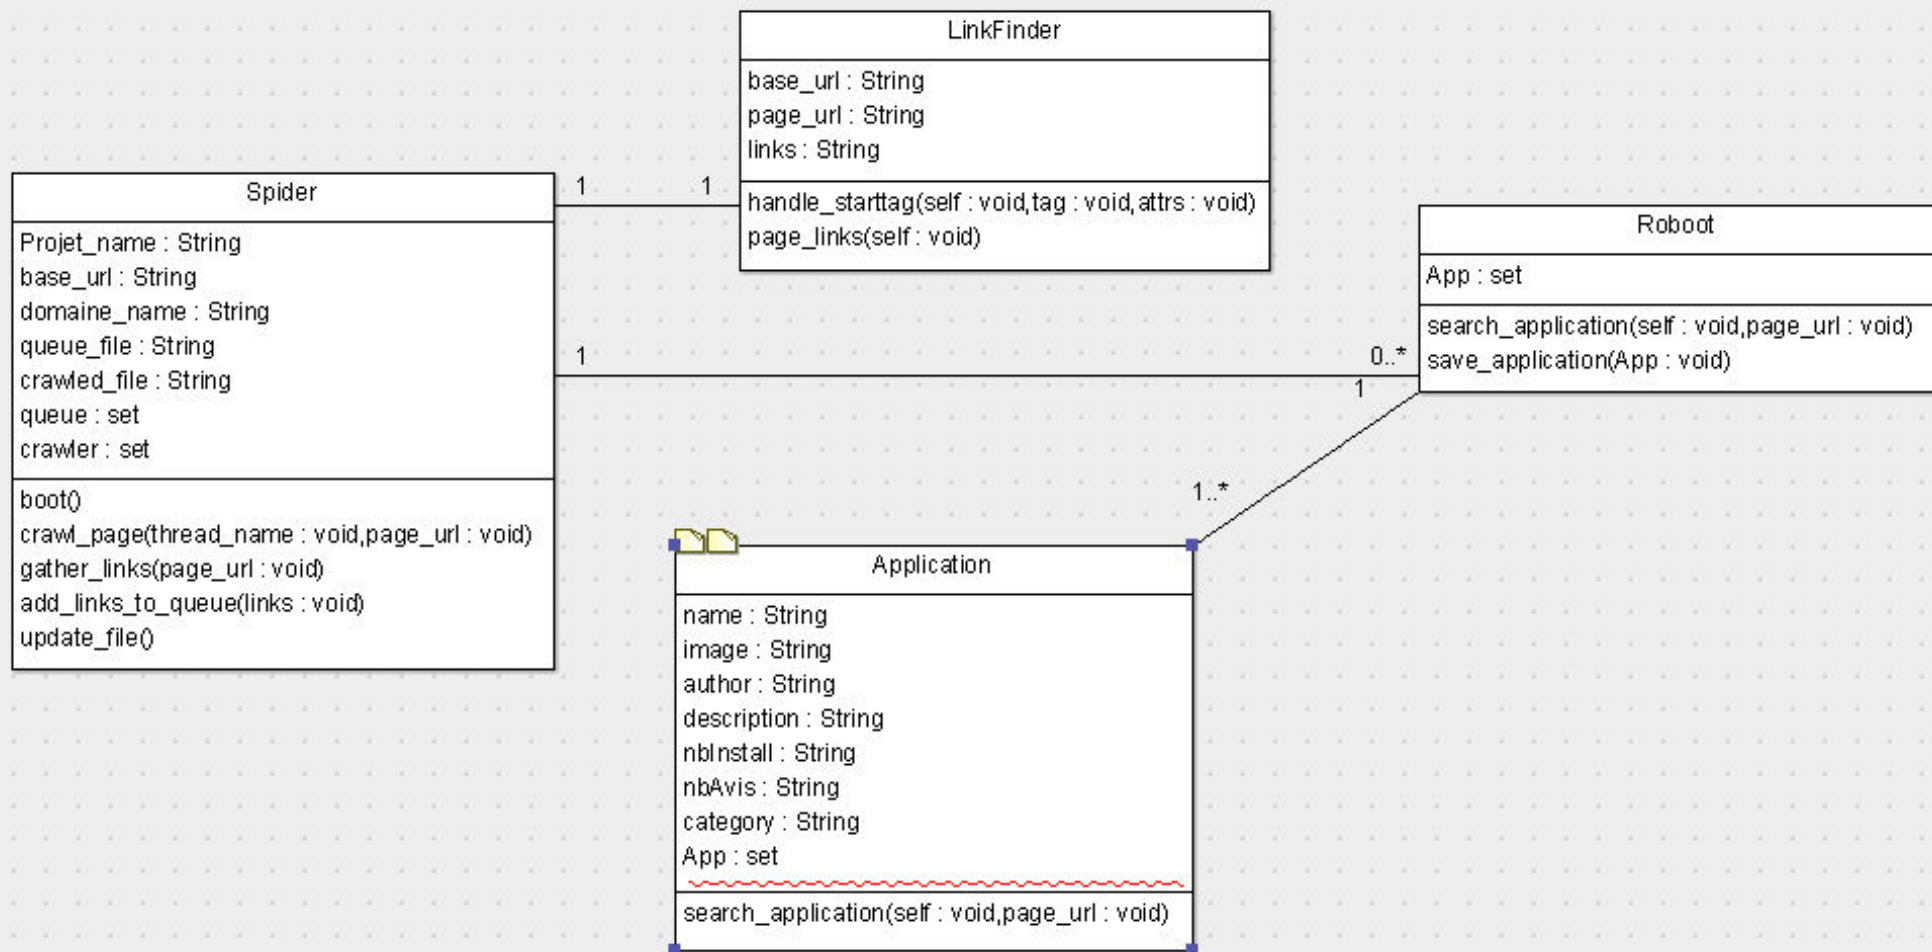 LinkFinder
base_url : String
page_url : String
links : String
handle_starttag(self : void,tag : void,attrs : void)
page_links(self : void)
Spider
Projet_name : String
base_url : String
domaine_name : String
queue_file : String
crawled_file : String
queue : set
crawler : set
boot()
crawl_page(thread_name : void,page_url : void)
gather_links(page_url : void)
add_links_to_queue(links : void)
update_file()
1
1
1
0..*
Roboot
App : set
search_application(self : void,page_url : void)
save_application(App : void)
1
1..*
Application
name : String
image : String
author : String
description : String
nbInstall : String
nbAvis : String
category : String
App : set
search_application(self : void,page_url : void)